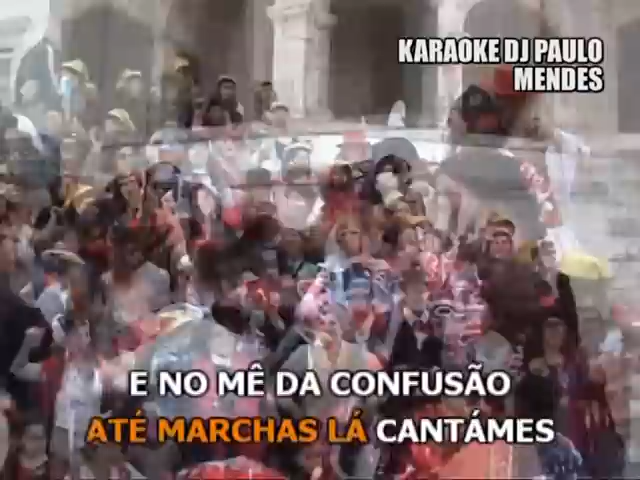 KARAOKE DJ PAULO
MENDES
E NO MÊ DA CONFUSÃO
ATÉ MARCHAS LÁ CANTÁMES